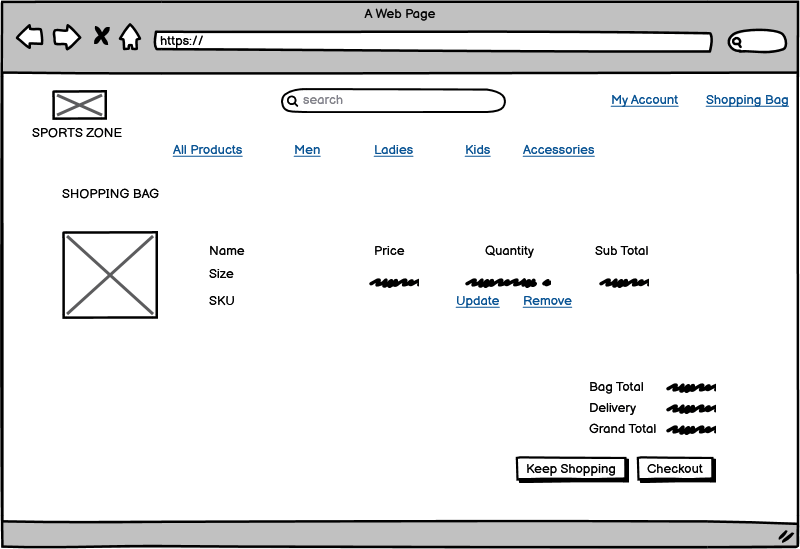 A Web Page
https://
search
My Account Shopping Bag
SPORTS ZONE
All Products Men Ladies Kids Accessories
SHOPPING BAG
Name Price Quantity Sub Total
Size
SKU Update Remove
Bag Total
Delivery
Grand Total
Keep Shopping Checkout